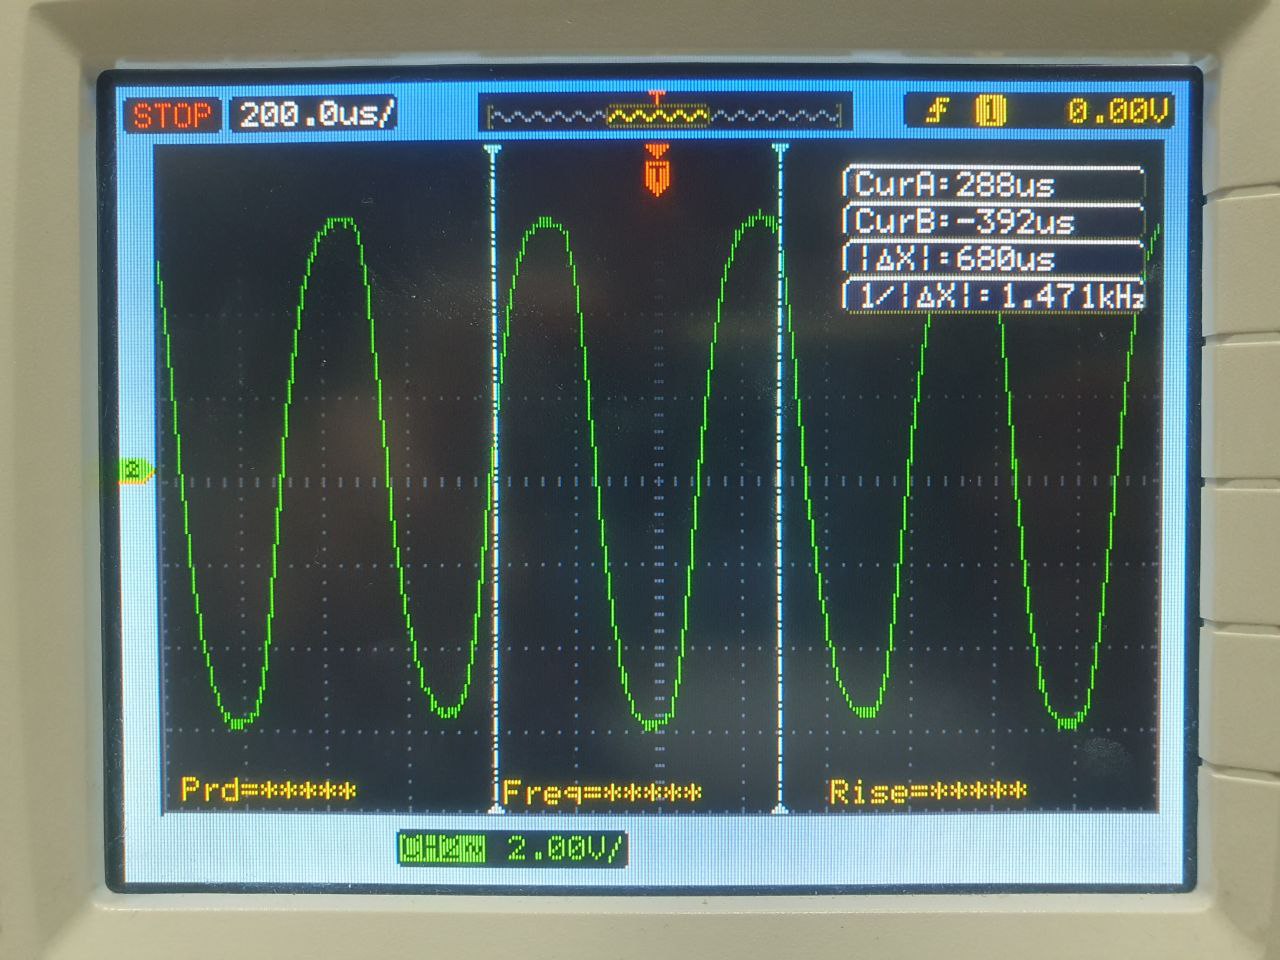 STOP 200.0us/ T 1 0.00V
T
CurA:288us
CurB:-392us
|ΔX|:680us
1/|ΔX|:1.471kHz
2
Prd=***** Freq=***** Rise=*****
CH2 2.00V/